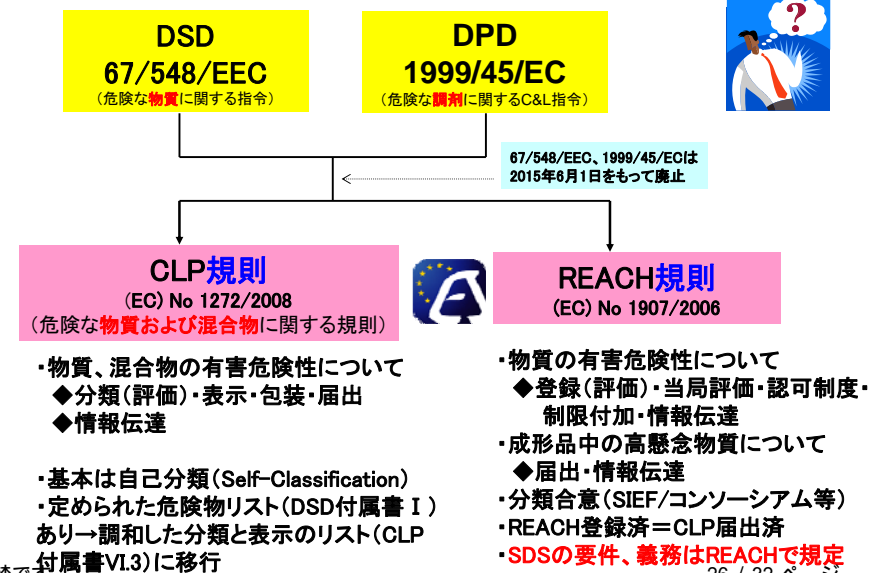 DSD
67/548/EEC
（危険な物質に関する指令）
DPD
1999/45/EC
（危険な調剤に関するC&L指令）
67/548/EEC、1999/45/ECは
2015年6月1日をもって廃止
CLP規則
(EC) No 1272/2008
（危険な物質および混合物に関する規則）
・物質、混合物の有害危険性について
◆分類（評価）・表示・包装・届出
◆情報伝達
・基本は自己分類（Self-Classification）
・定められた危険物リスト（DSD付属書Ⅰ）
あり→調和した分類と表示のリスト（CLP
付属書VI.3）に移行
REACH規則
(EC) No 1907/2006
・物質の有害危険性について
◆登録（評価）・当局評価・認可制度・
制限付加・情報伝達
・成形品中の高懸念物質について
◆届出・情報伝達
・分類合意（SIEF/コンソーシアム等）
・REACH登録済＝CLP届出済
・SDSの要件、義務はREACHで規定